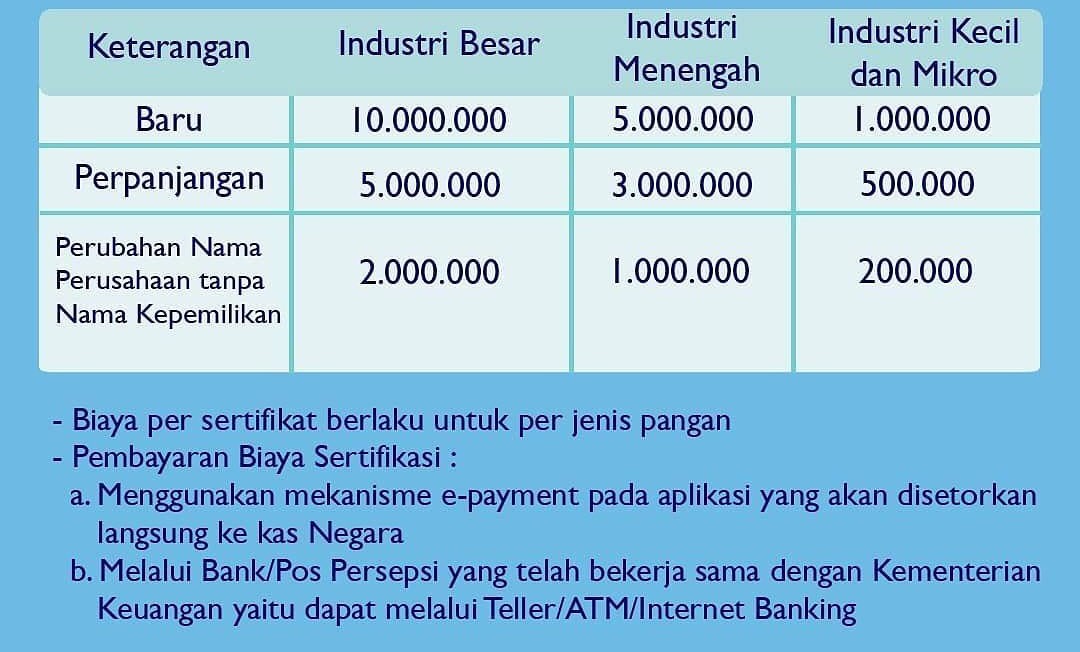 Keterangan Industri Besar Industri Menengah Industri Kecil dan Mikro
Baru 10.000.000 5.000.000 1.000.000
Perpanjangan 5.000.000 3.000.000 500.000
Perubahan Nama
Perusahaan tanpa
Nama Kepemilikan
2.000.000 1.000.000 200.000
- Biaya per sertifikat berlaku untuk per jenis pangan
- Pembayaran Biaya Sertifikasi :
a. Menggunakan mekanisme e-payment pada aplikasi yang akan disetorkan
langsung ke kas Negara
b. Melalui Bank/Pos Persepsi yang telah bekerja sama dengan Kementerian
Keuangan yaitu dapat melalui Teller/ATM/Internet Banking